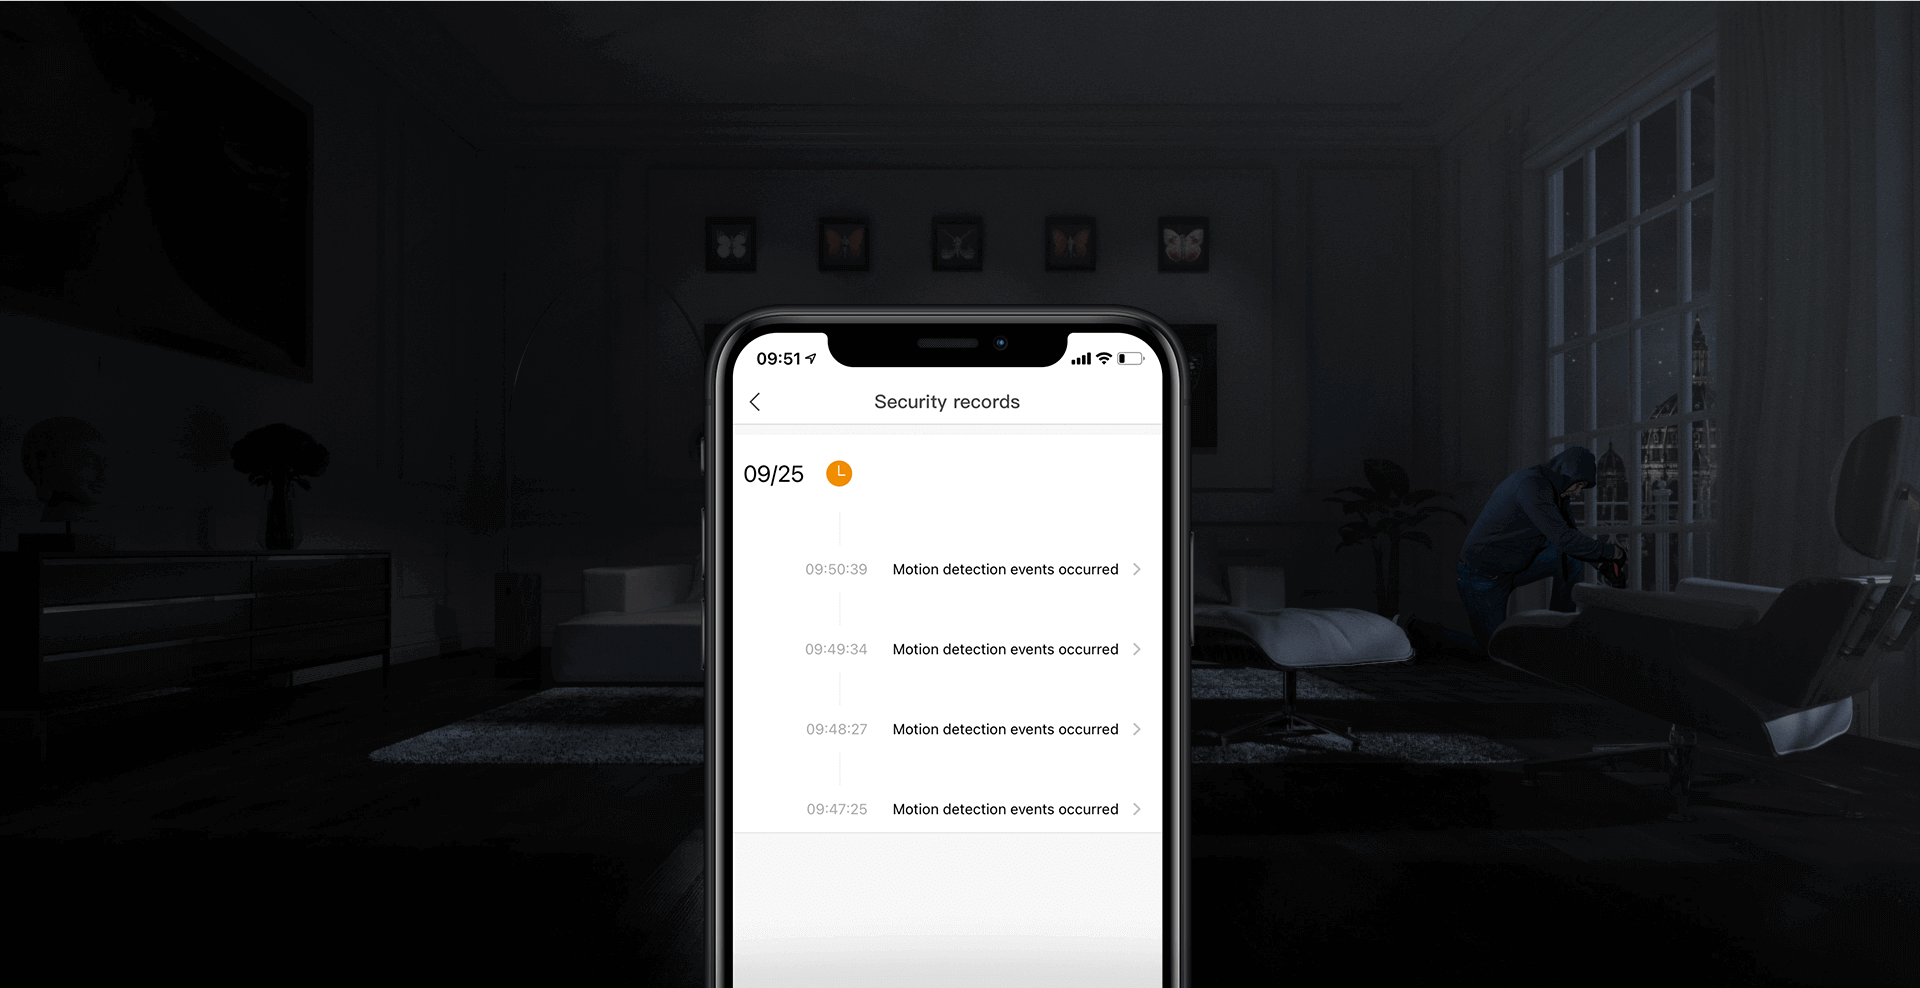 09:51
Security records
09/25
09:50:39 Motion detection events occurred
09:49:34 Motion detection events occurred
09:48:27 Motion detection events occurred
09:47:25 Motion detection events occurred